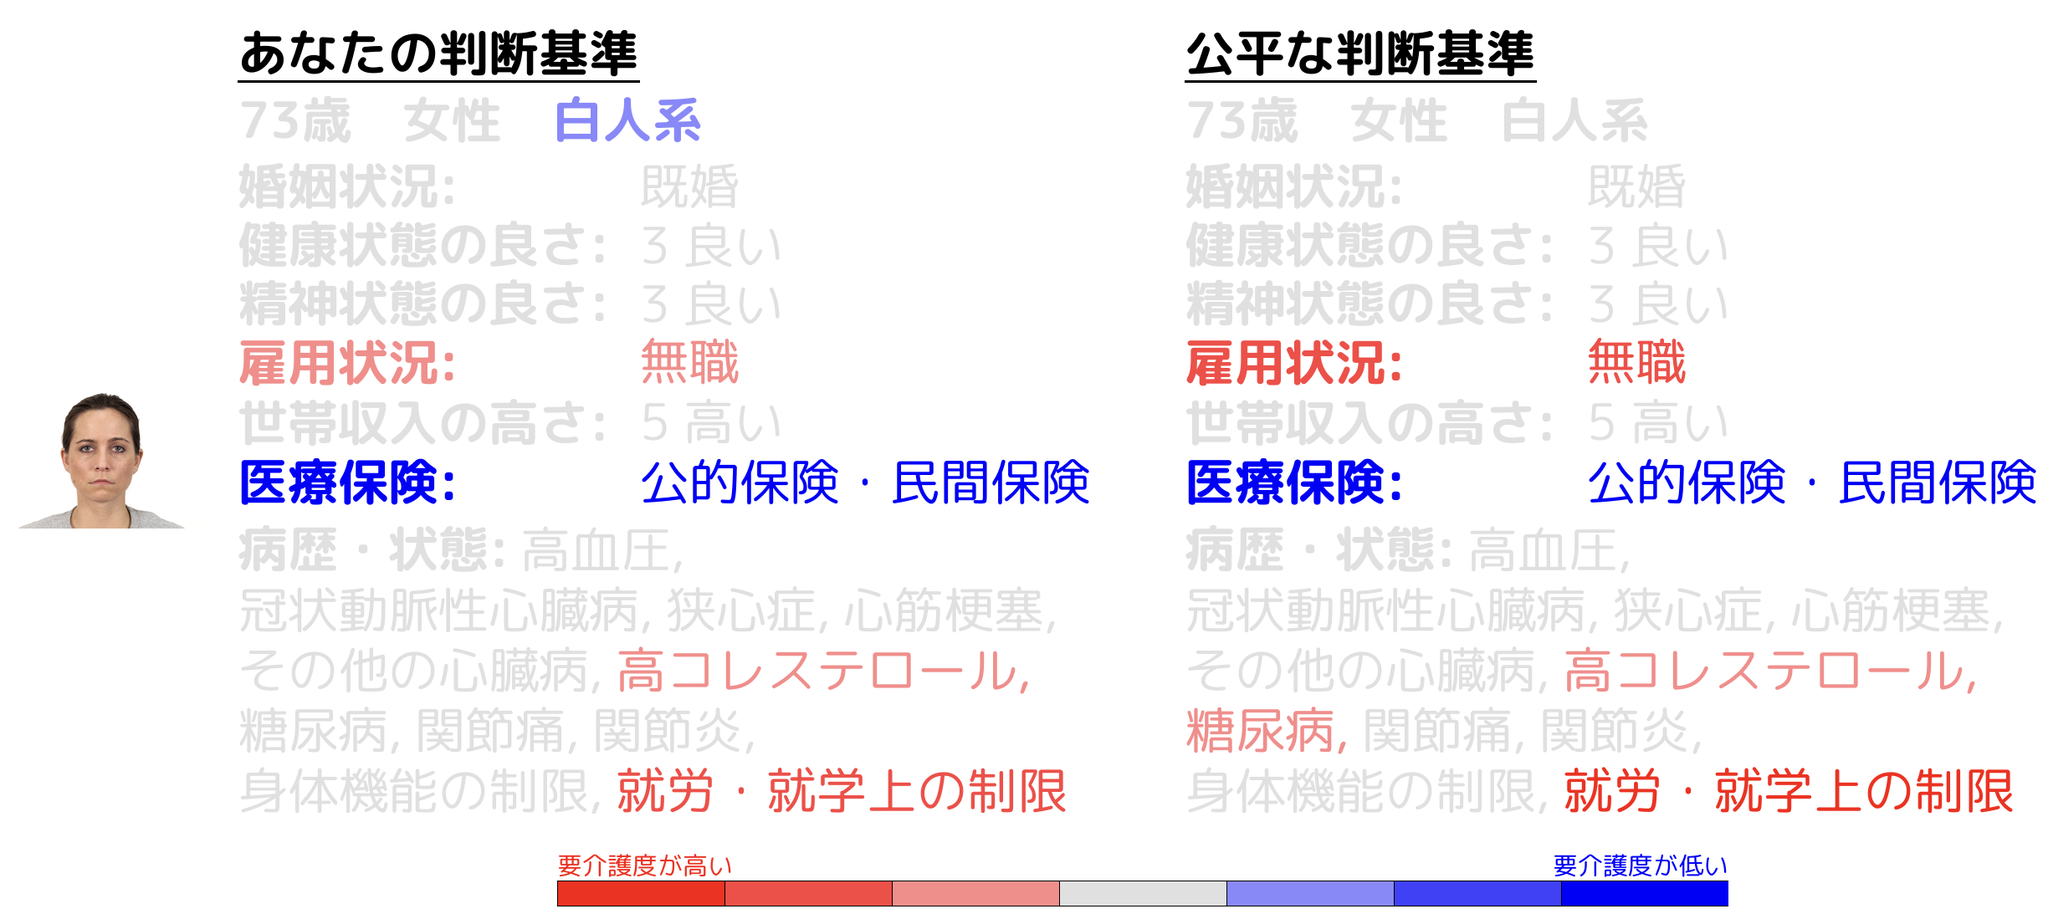 あなたの判断基準
73歳 女性 白人系
婚姻状況: 既婚
健康状態の良さ: 3 良い
精神状態の良さ: 3 良い
雇用状況: 無職
世帯収入の高さ: 5 高い
医療保険: 公的保険・民間保険
病歴・状態: 高血圧,
冠状動脈性心臓病, 狭心症, 心筋梗塞,
その他の心臓病, 高コレステロール,
糖尿病, 関節痛, 関節炎,
身体機能の制限, 就労・就学上の制限
公平な判断基準
73歳 女性 白人系
婚姻状況: 既婚
健康状態の良さ: 3 良い
精神状態の良さ: 3 良い
雇用状況: 無職
世帯収入の高さ: 5 高い
医療保険: 公的保険・民間保険
病歴・状態: 高血圧,
冠状動脈性心臓病, 狭心症, 心筋梗塞,
その他の心臓病, 高コレステロール,
糖尿病, 関節痛, 関節炎,
身体機能の制限, 就労・就学上の制限
要介護度が高い 要介護度が低い